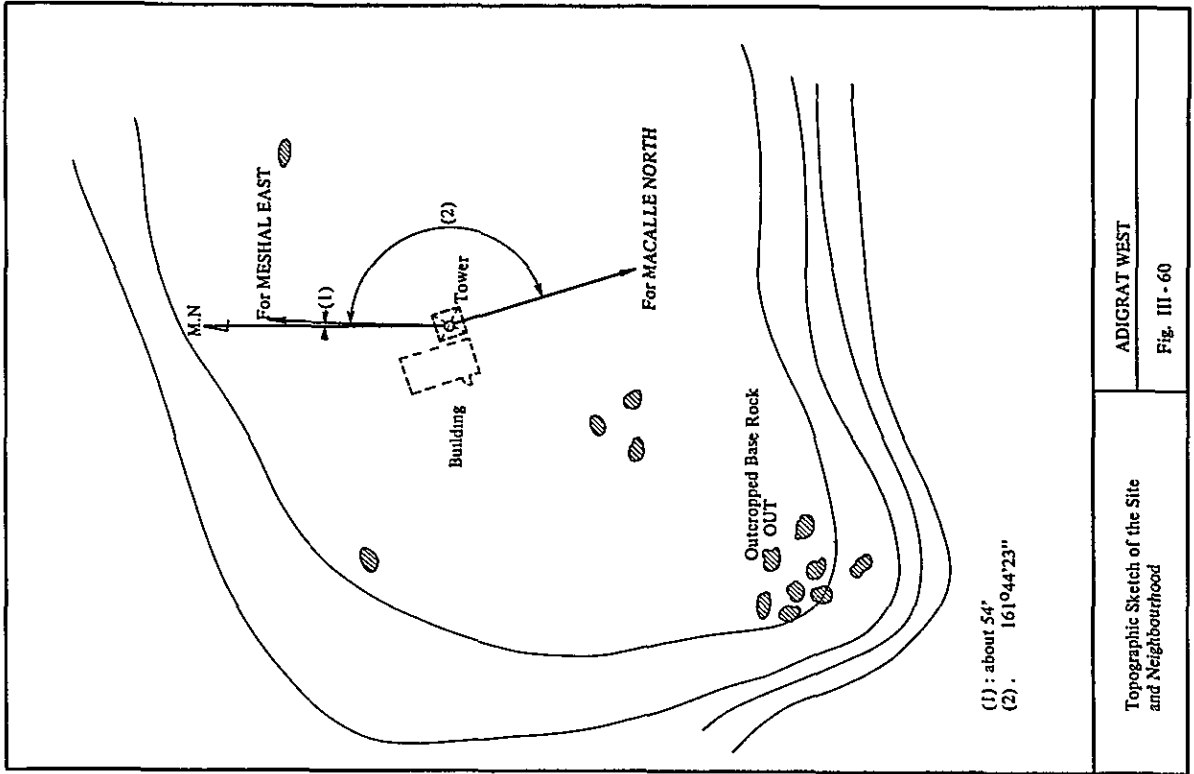 M.N
For MESHAL EAST
(1)
(2)
Tower
Building
For MACALLE NORTH
Outcropped Base Rock
OUT
(1) : about 54'
(2) . 161°44'23"
Topographic Sketch of the Site
and Neighbourhood
ADIGRAT WEST
Fig. III - 60